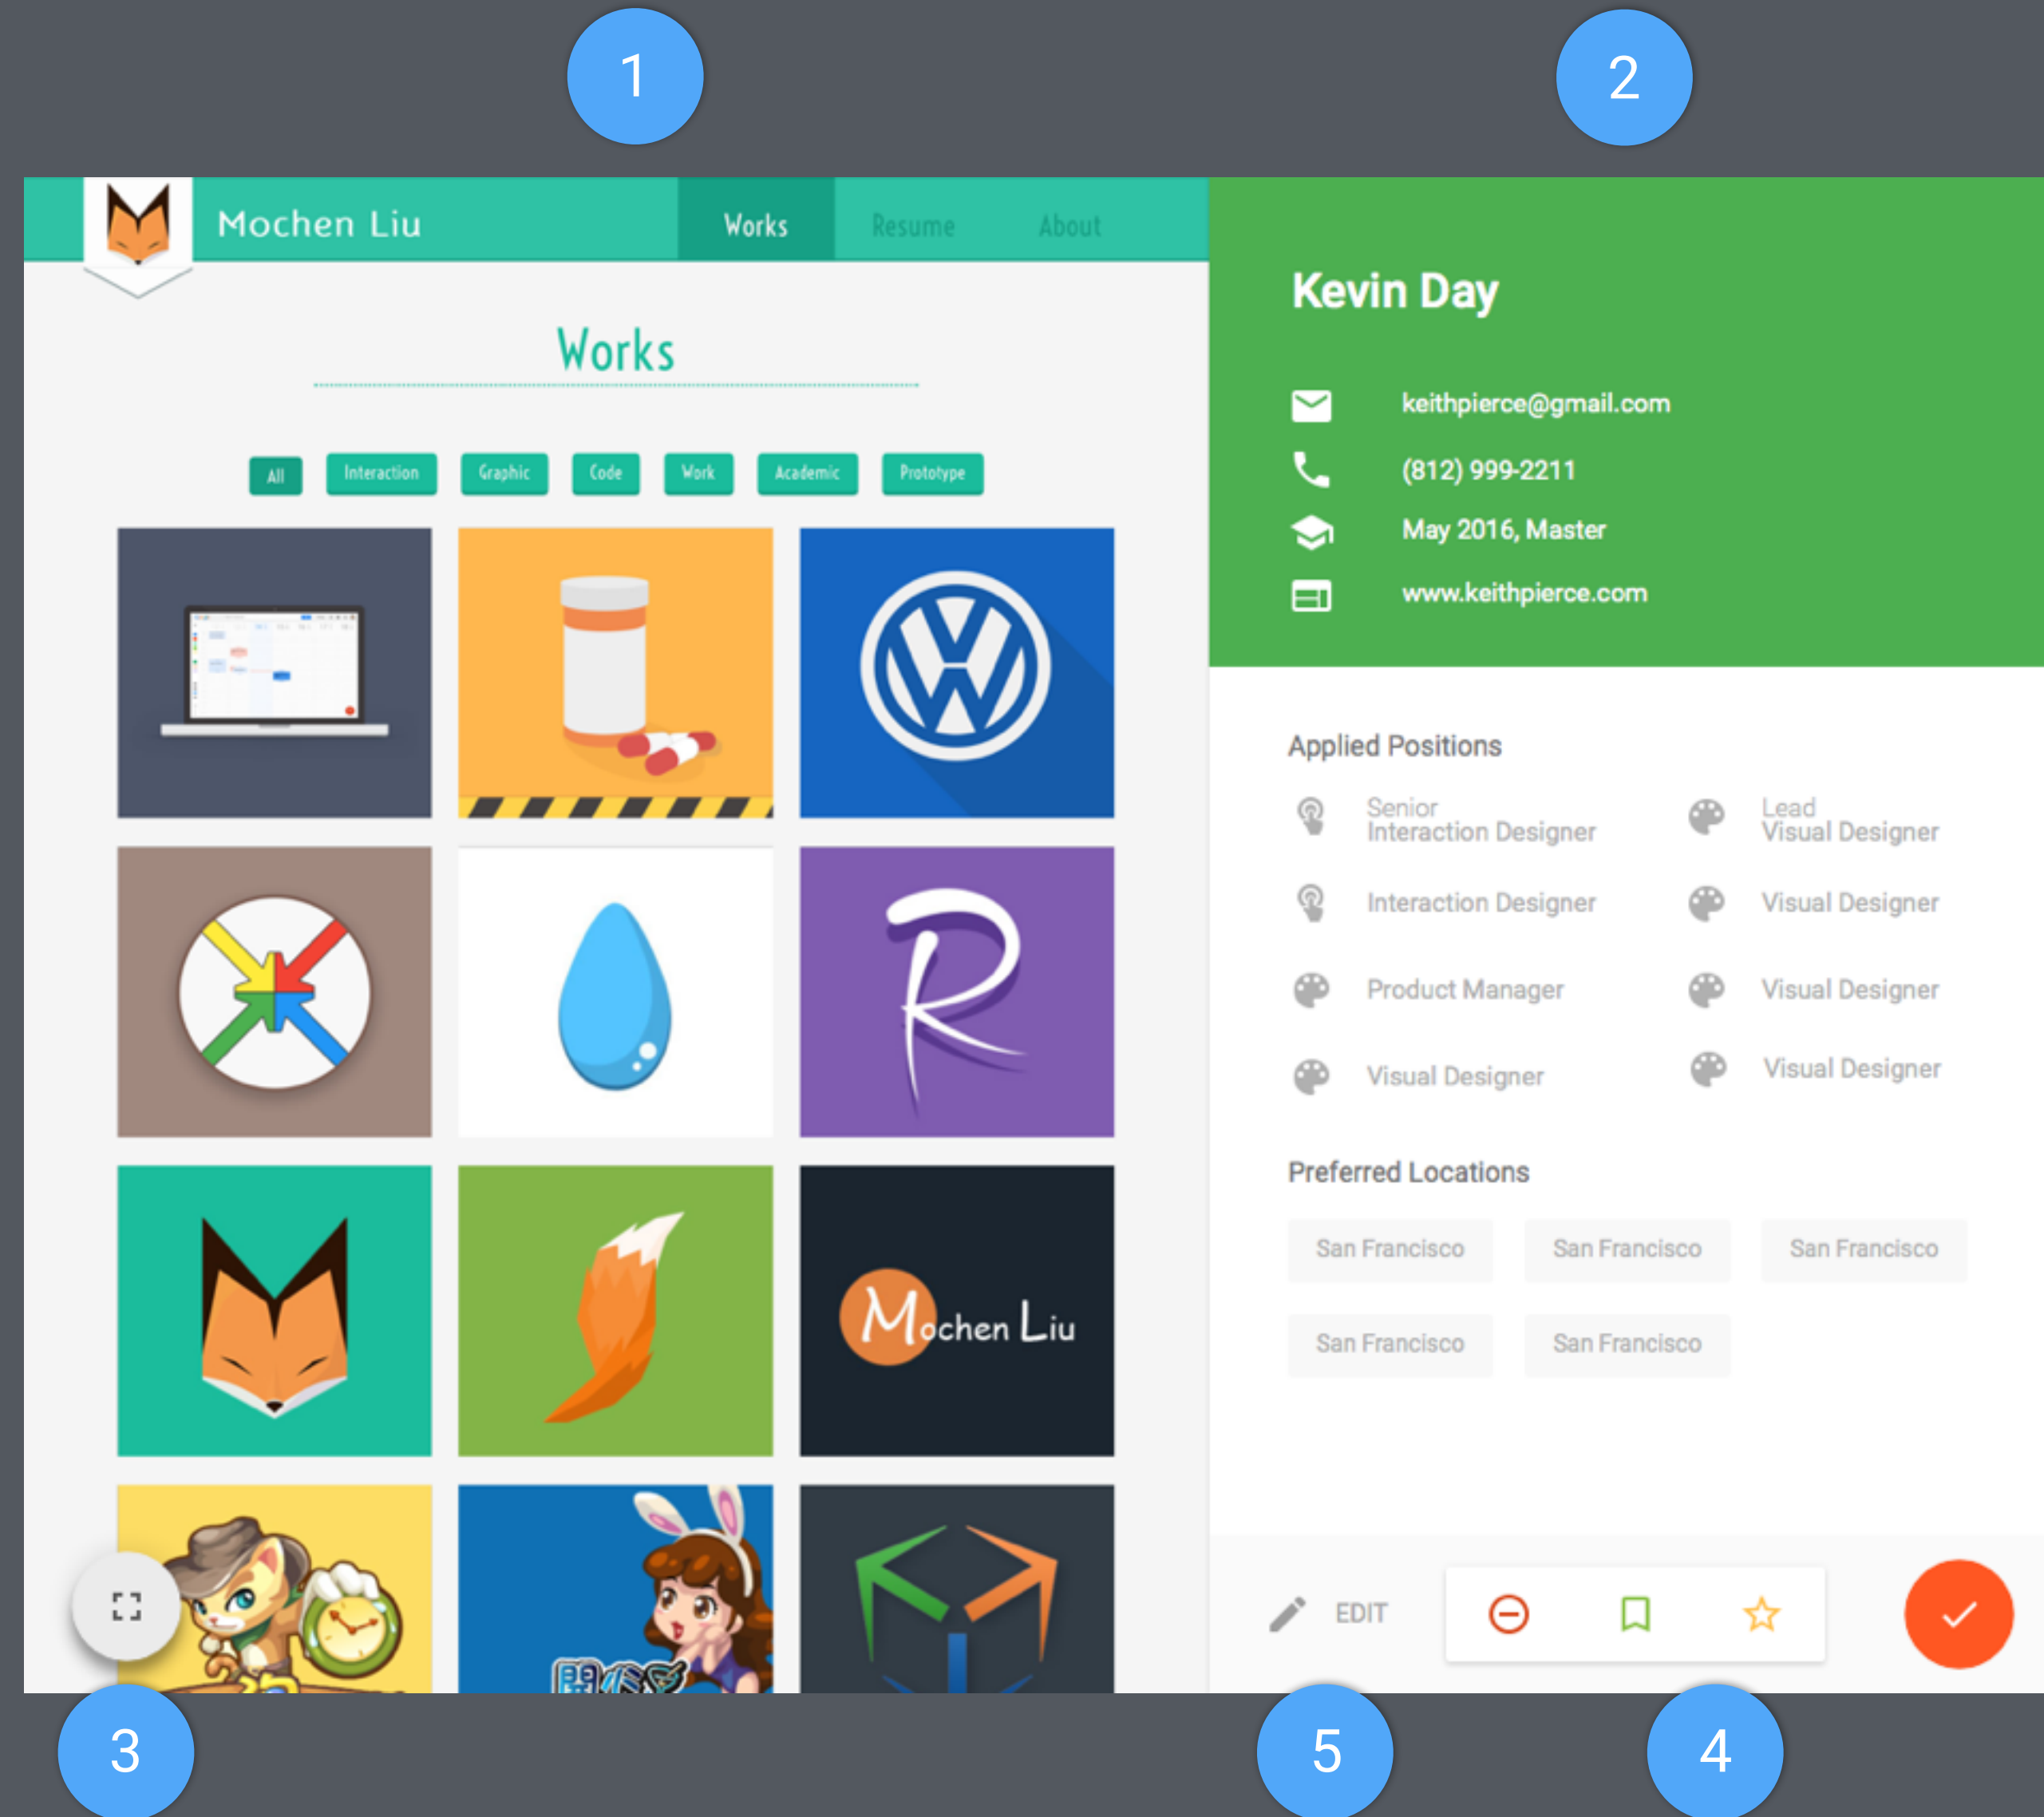 1
2
Mochen Liu
Works
Resume
About
Works
All
Interaction
Graphic
Code
Work
Academic
Prototype
R
Mochen Liu
Kevin Day
keithpierce@gmail.com
(812) 999-2211
May 2016, Master
www.keithpierce.com
Applied Positions
Senior
Interaction Designer
Lead
Visual Designer
Interaction Designer
Visual Designer
Product Manager
Visual Designer
Visual Designer
Visual Designer
Preferred Locations
San Francisco
San Francisco
San Francisco
San Francisco
San Francisco
EDIT
3
5
4